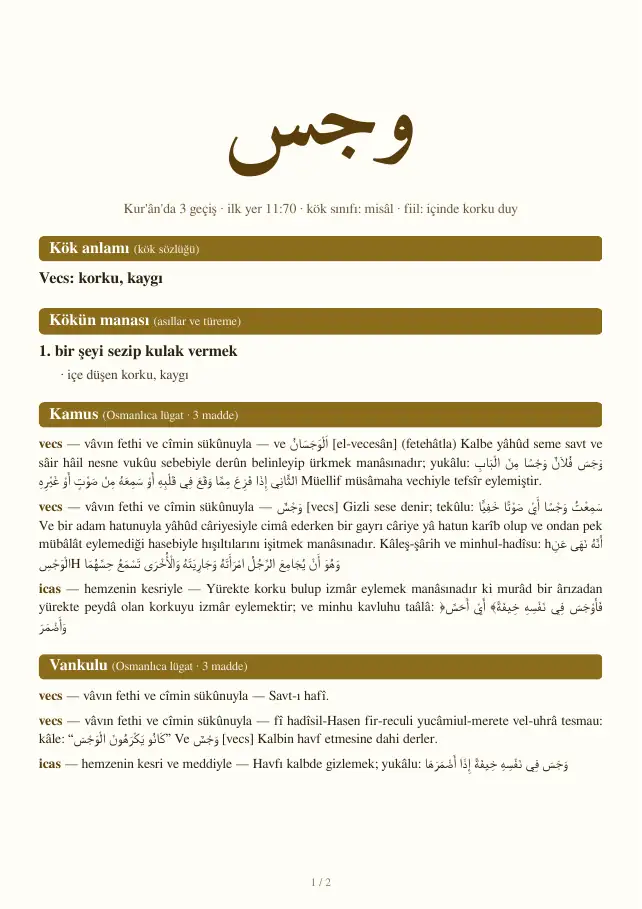 وجس
Kur'ân'da 3 geçiş · ilk yer 11:70 · kök sınıfı: misâl · fiil: içinde korku duy
Kök anlamı (kök sözlüğü)
Vecs: korku, kaygı
Kökün manası (asıllar ve türeme)
1. bir şeyi sezip kulak vermek
· içe düşen korku, kaygı
Kamus (Osmanlıca lügat · 3 madde)
vecs — vâvın fethi ve cîmin sükûnuyla — ve اَلْوَجَسَانُ [el-vecesân] (fetehâtla) Kalbe yâhûd seme savt ve
sâir hâil nesne vukûu sebebiyle derûn belinleyip ürkmek manâsınadır; yukâlu: وَجَسَ فُلاَنٌ وَجْسًا مِنَ الْبَابِ
الثَّانِي إِذَا فَزِعَ مِمَّا وَقَعَ فِي قَلْبِهِ أَوْ سَمِعَهُ مِنْ صَوْتٍ أَوْ غَيْرِهِ Müellif müsâmaha vechiyle tefsîr eylemiştir.
vecs — vâvın fethi ve cîmin sükûnuyla — وَجْسٌ [vecs] Gizli sese denir; tekûlu: سَمِعْتُ وَجْسًا أَيْ صَوْتًا خَفِيًّا
Ve bir adam hatunuyla yâhûd câriyesiyle cimâ ederken bir gayrı câriye yâ hatun karîb olup ve ondan pek
mübâlât eylemediği hasebiyle hışıltılarını işitmek manâsınadır. Kâleş-şârih ve minhul-hadîsu: hأَنَّهُ نَهَى عَنِ
الْوَجْسِH وَهُوَ أَنْ يُجَامِعَ الرَّجُلُ امْرَأَتَهُ وَجَارِيَتَهُ وَالْأُخْرَى تَسْمَعُ حِسَّهُمَا
icas — hemzenin kesriyle — Yürekte korku bulup izmâr eylemek manâsınadır ki murâd bir ârızadan
yürekte peydâ olan korkuyu izmâr eylemektir; ve minhu kavluhu taâlâ: ﴿فَأَوْجَسَ فِي نَفْسِهِ خِيفَةً﴾ أَيْ أَحَسَّ
وَأَضْمَرَ
Vankulu (Osmanlıca lügat · 3 madde)
vecs — vâvın fethi ve cîmin sükûnuyla — Savt-ı hafî.
vecs — vâvın fethi ve cîmin sükûnuyla — fî hadîsil-Hasen fir-reculi yucâmiul-merete vel-uhrâ tesmau:
kâle: “كَانُو يَكْرَهُونَ الْوَجْسَ” Ve وَجْسٌ [vecs] Kalbin havf etmesine dahi derler.
icas — hemzenin kesri ve meddiyle — Havfı kalbde gizlemek; yukâlu: وَجَسَ فِي نَفْسِهِ خِيفَةً إِذَا أَضْمَرَهَا
1 / 2